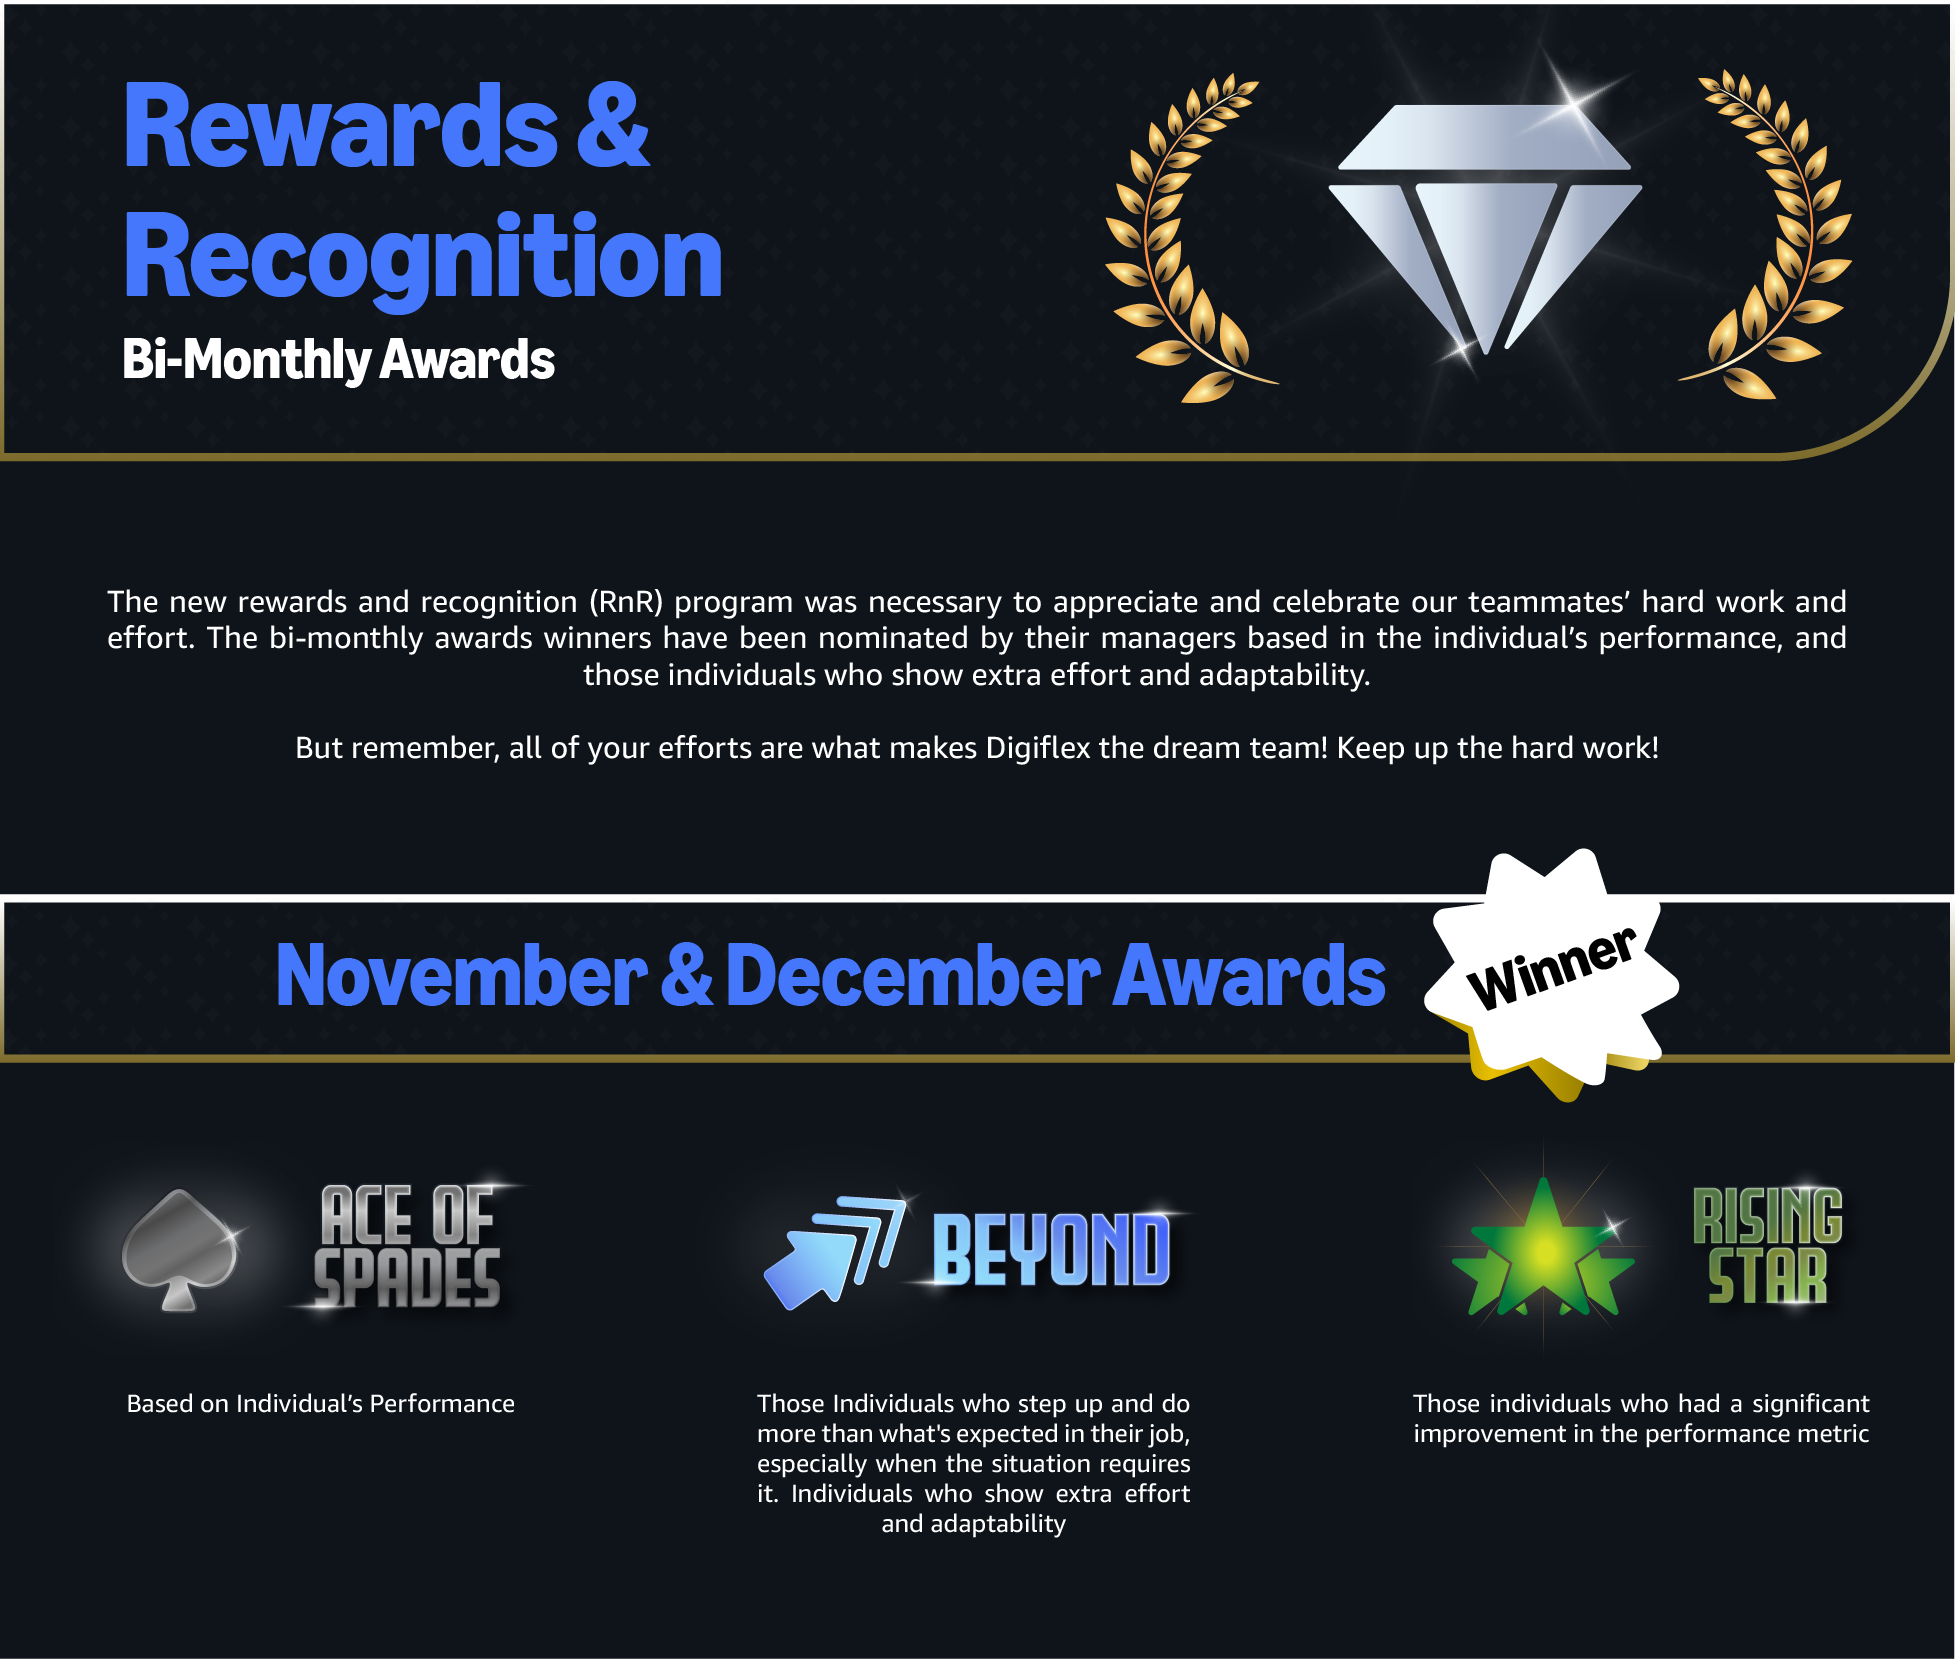 Rewards &
Recognition
Bi-Monthly Awards
The new rewards and recognition (RnR) program was necessary to appreciate and celebrate our teammates’ hard work and
effort. The bi-monthly awards winners have been nominated by their managers based in the individual’s performance, and
those individuals who show extra effort and adaptability.
But remember, all of your efforts are what makes Digiflex the dream team! Keep up the hard work!
November & December Awards
Winner
ACE OF
SPADES
Based on Individual’s Performance
BEYOND
Those Individuals who step up and do
more than what's expected in their job,
especially when the situation requires
it. Individuals who show extra effort
and adaptability
RISING
STAR
Those individuals who had a significant
improvement in the performance metric